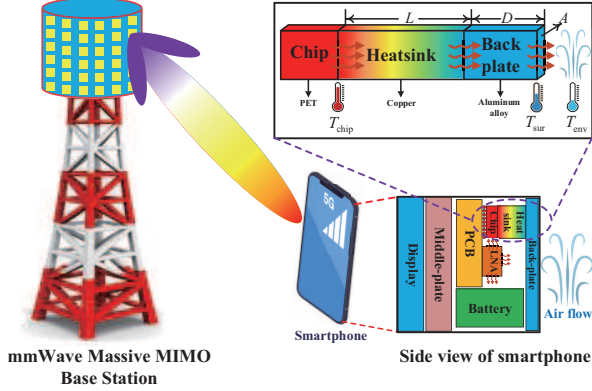 L
D
A
Chip
Heatsink
Back
plate
PET
Copper
Aluminum
alloy
T_chip
T_sur
T_env
5G
Smartphone
Display
Middle-plate
PCB
Chip
Heat
sink
LNA
Battery
Back-plate
Air flow
mmWave Massive MIMO
Base Station
Side view of smartphone